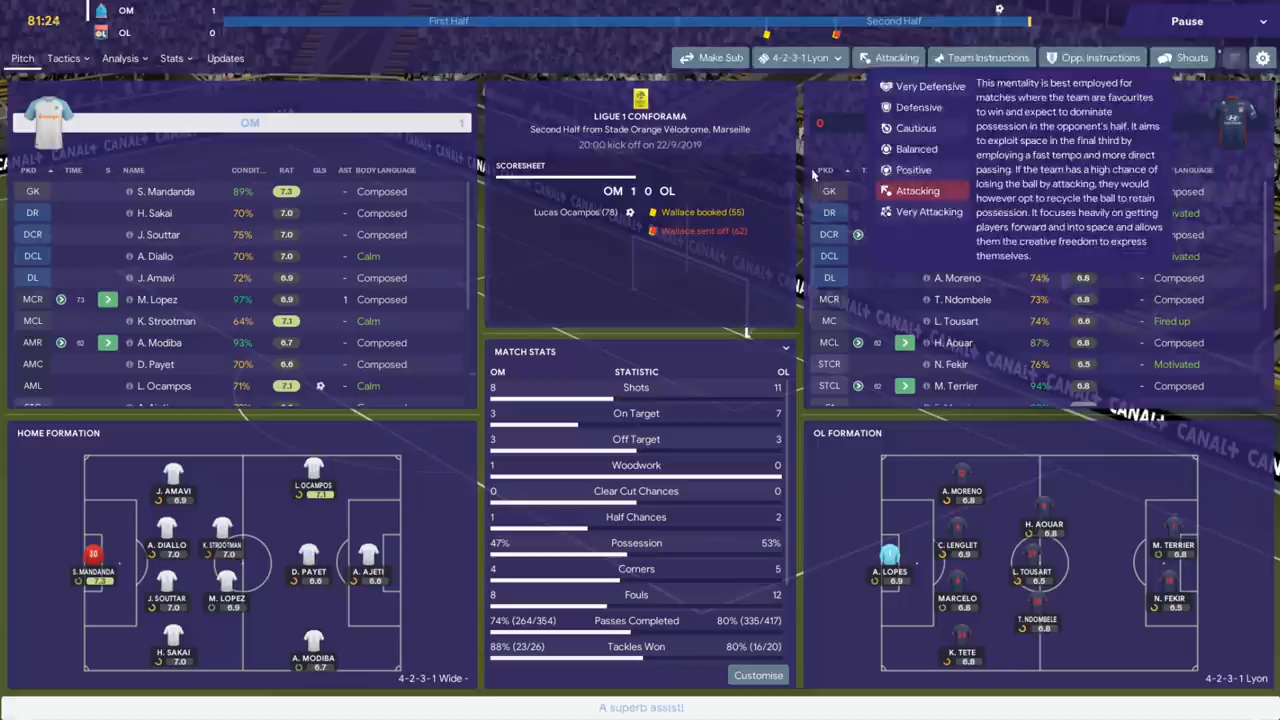 81:24
OM 1
OL 0
First Half
Second Half
Pause
Pitch
Tactics
Analysis
Stats
Updates
Make Sub
4-2-3-1 Lyon
Attacking
Team Instructions
Opp. Instructions
Shouts
Very Defensive
Defensive
Cautious
Balanced
Positive
Attacking
Very Attacking
This mentality is best employed for
matches where the team are favourites
to win and expect to dominate
possession in the opponent's half. It aims
to exploit space in the final third by
employing a fast tempo and more direct
passing. If the team has a high chance of
losing the ball by attacking, they would
however opt to recycle the ball to retain
possession. It focuses heavily on getting
players forward and into space and allows
them the creative freedom to express
themselves.
OM 1
PKD TIME S NAME CONDIT... RAT GLS AST BODY LANGUAGE
GK S. Mandanda 89% 7.3 - Composed
DR H. Sakai 70% 7.0 - Composed
DCR J. Souttar 75% 7.0 - Composed
DCL A. Diallo 70% 7.0 - Calm
DL J. Amavi 72% 6.9 - Composed
MCR 73 M. Lopez 97% 6.9 1 Composed
MCL K. Strootman 64% 7.1 - Calm
AMR 62 A. Modiba 93% 6.7 - Composed
AMC D. Payet 70% 6.6 - Composed
AML L. Ocampos 71% 7.1 - Calm
LIGUE 1 CONFORAMA
Second Half from Stade Orange Vélodrome, Marseille
20:00 kick off on 22/9/2019
SCORESHEET
OM 1 0 OL
Lucas Ocampos (78)
Wallace booked (55)
Wallace sent off (62)
MATCH STATS
OM STATISTIC OL
8 Shots 11
3 On Target 7
3 Off Target 3
1 Woodwork 0
0 Clear Cut Chances 0
1 Half Chances 2
47% Possession 53%
4 Corners 5
8 Fouls 12
74% (264/354) Passes Completed 80% (335/417)
88% (23/26) Tackles Won 80% (16/20)
Customise
0
PKD LANGUAGE
GK
DR
DCR
DCL
DL A. Moreno 74% 6.8 - Composed
MCR T. Ndombele 73% 6.8 - Composed
MC L. Tousart 74% 6.6 - Fired up
MCL 62 H. Aouar 87% 6.8 - Composed
STCR N. Fekir 76% 6.5 - Motivated
STCL 62 M. Terrier 94% 6.8 - Composed
HOME FORMATION
J. AMAVI
6.9
L. OCAMPOS
7.1
A. DIALLO
7.0
K. STROOTMAN
7.0
80
S. MANDANDA
7.3
D. PAYET
6.6
A. AJETI
6.6
J. SOUTTAR
7.0
M. LOPEZ
6.9
H. SAKAI
7.0
A. MODIBA
6.7
4-2-3-1 Wide -
OL FORMATION
A. MORENO
6.8
H. AOUAR
6.8
C. LENGLET
6.9
M. TERRIER
6.8
1
A. LOPES
6.9
L. TOUSART
6.5
MARCELO
6.8
N. FEKIR
6.5
T. NDOMBELE
6.8
K. TETE
6.8
4-2-3-1 Lyon
CANAL+ CANAL+ CANAL+
CANAL+ CANAL+
A superb assist!